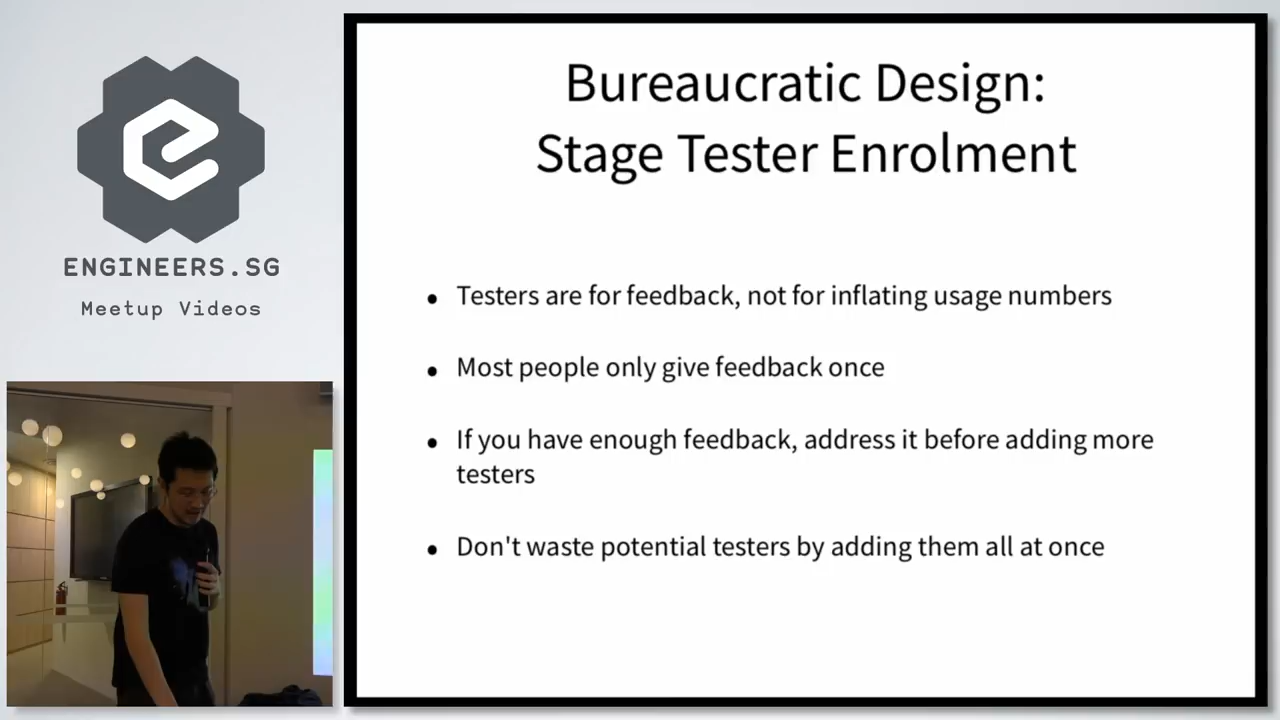 ENGINEERS.SG
Meetup Videos
Bureaucratic Design:
Stage Tester Enrolment
• Testers are for feedback, not for inflating usage numbers
• Most people only give feedback once
• If you have enough feedback, address it before adding more
testers
• Don't waste potential testers by adding them all at once